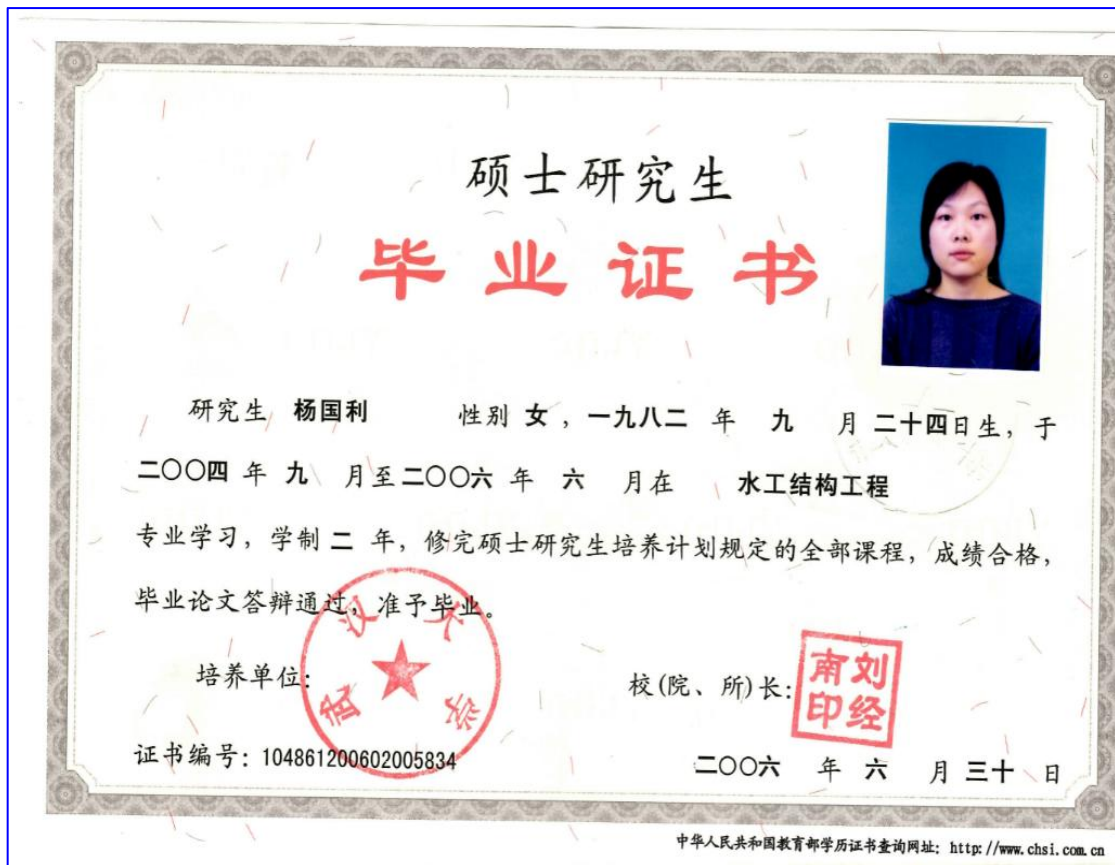 硕士研究生
毕业证书
研究生 杨国利 性别 女，一九八二 年 九 月 二十四日生，于
二〇〇四 年 九 月至二〇〇六 年 六 月在 水工结构工程
专业学习，学制 二 年，修完硕士研究生培养计划规定的全部课程，成绩合格，
毕业论文答辩通过，准予毕业。
培养单位：
武汉大学
校(院、所)长：
刘经南印
证书编号：104861200602005834
二〇〇六 年 六 月 三十 日
中华人民共和国教育部学历证书查询网址：http://www.chsi.com.cn